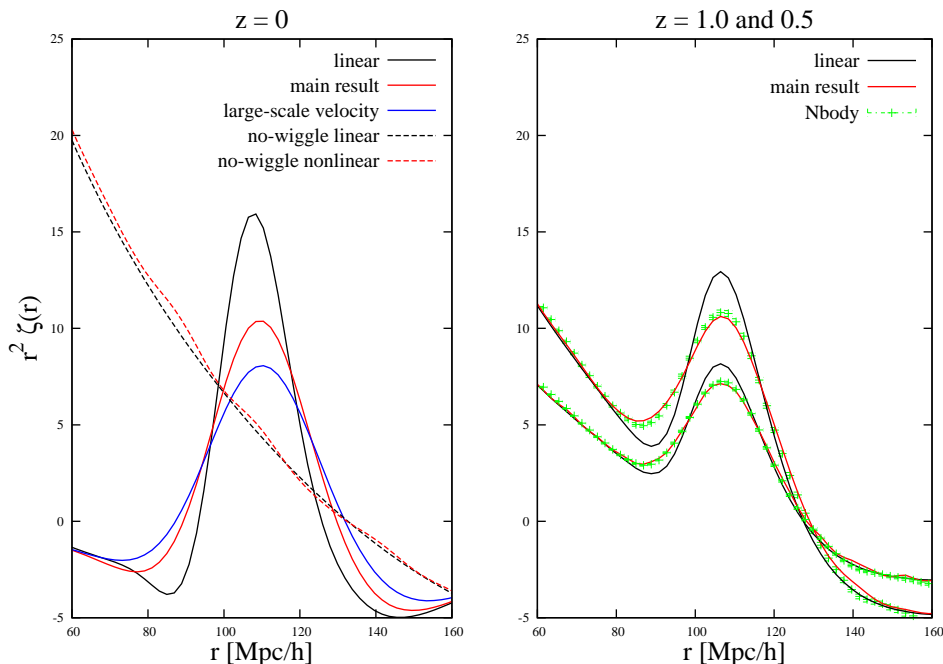 z = 0
25
20
15
10
5
0
-5
60
80
100
120
140
160
r² ζ(r)
r [Mpc/h]
linear
main result
large-scale velocity
no-wiggle linear
no-wiggle nonlinear
z = 1.0 and 0.5
25
20
15
10
5
0
-5
60
80
100
120
140
160
r [Mpc/h]
linear
main result
Nbody